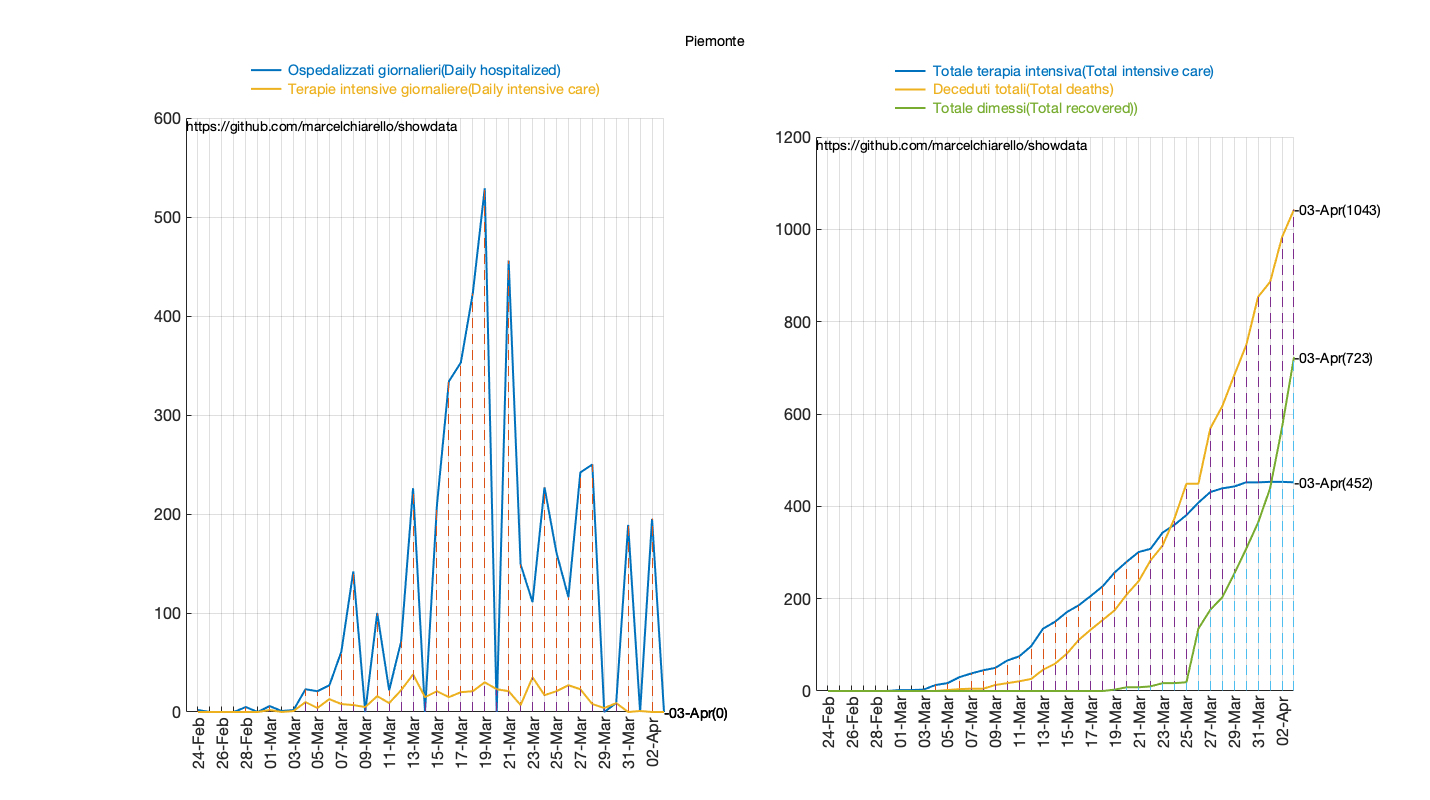 Piemonte
Ospedalizzati giornalieri(Daily hospitalized)
Terapie intensive giornaliere(Daily intensive care)
600
https://github.com/marcelchiarello/showdata
500
400
300
200
100
0
-03-Apr(0)
24-Feb
26-Feb
28-Feb
01-Mar
03-Mar
05-Mar
07-Mar
09-Mar
11-Mar
13-Mar
15-Mar
17-Mar
19-Mar
21-Mar
23-Mar
25-Mar
27-Mar
29-Mar
31-Mar
02-Apr
Totale terapia intensiva(Total intensive care)
Deceduti totali(Total deaths)
Totale dimessi(Total recovered))
1200
https://github.com/marcelchiarello/showdata
1000
800
600
400
200
0
-03-Apr(1043)
-03-Apr(723)
-03-Apr(452)
24-Feb
26-Feb
28-Feb
01-Mar
03-Mar
05-Mar
07-Mar
09-Mar
11-Mar
13-Mar
15-Mar
17-Mar
19-Mar
21-Mar
23-Mar
25-Mar
27-Mar
29-Mar
31-Mar
02-Apr